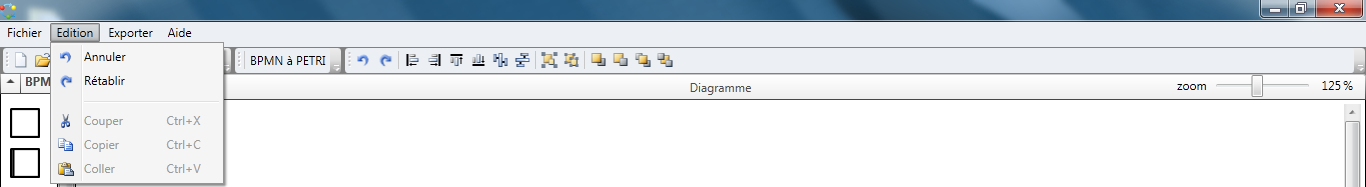 Fichier Edition Exporter Aide
Annuler
BPMN à PETRI
Rétablir
BPM
Diagramme
zoom
125 %
Couper Ctrl+X
Copier Ctrl+C
Coller Ctrl+V